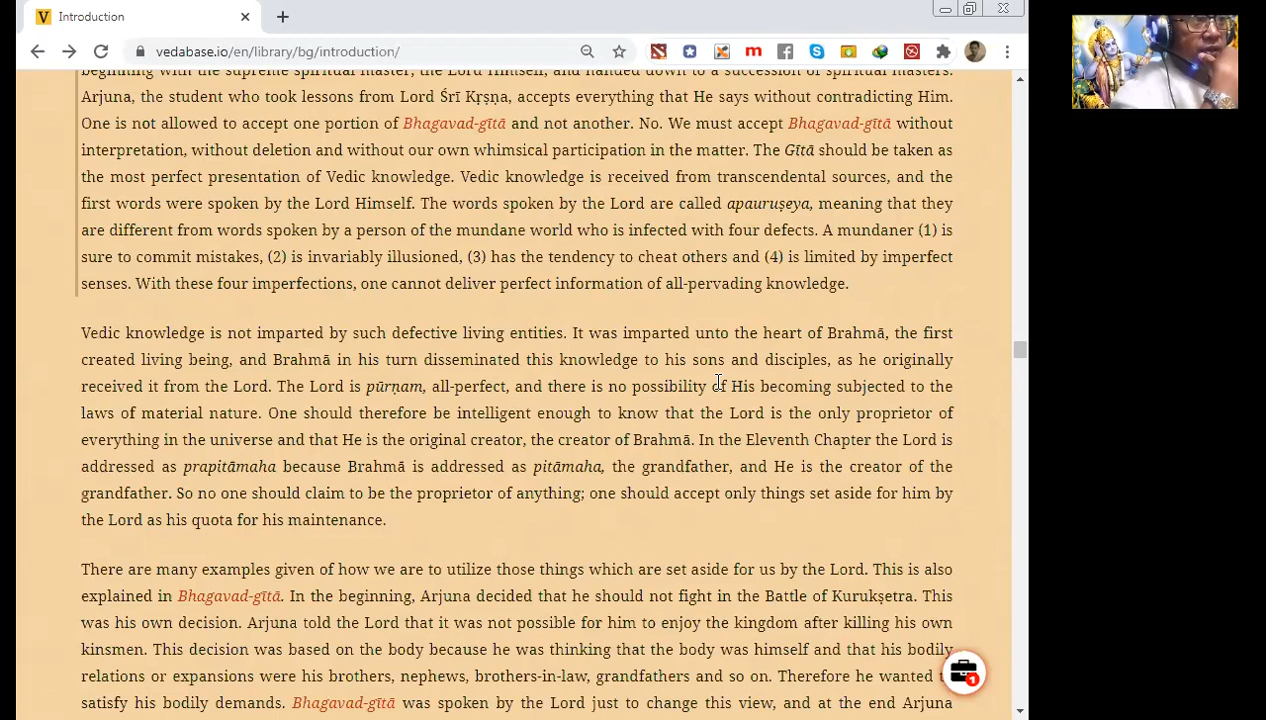 Introduction
vedabase.io/en/library/bg/introduction/
beginning with the supreme spiritual master, the Lord Himself, and handed down to a succession of spiritual masters.
Arjuna, the student who took lessons from Lord Śrī Kṛṣṇa, accepts everything that He says without contradicting Him.
One is not allowed to accept one portion of Bhagavad-gītā and not another. No. We must accept Bhagavad-gītā without
interpretation, without deletion and without our own whimsical participation in the matter. The Gītā should be taken as
the most perfect presentation of Vedic knowledge. Vedic knowledge is received from transcendental sources, and the
first words were spoken by the Lord Himself. The words spoken by the Lord are called apauruṣeya, meaning that they
are different from words spoken by a person of the mundane world who is infected with four defects. A mundaner (1) is
sure to commit mistakes, (2) is invariably illusioned, (3) has the tendency to cheat others and (4) is limited by imperfect
senses. With these four imperfections, one cannot deliver perfect information of all-pervading knowledge.
Vedic knowledge is not imparted by such defective living entities. It was imparted unto the heart of Brahmā, the first
created living being, and Brahmā in his turn disseminated this knowledge to his sons and disciples, as he originally
received it from the Lord. The Lord is pūrṇam, all-perfect, and there is no possibility of His becoming subjected to the
laws of material nature. One should therefore be intelligent enough to know that the Lord is the only proprietor of
everything in the universe and that He is the original creator, the creator of Brahmā. In the Eleventh Chapter the Lord is
addressed as prapitāmaha because Brahmā is addressed as pitāmaha, the grandfather, and He is the creator of the
grandfather. So no one should claim to be the proprietor of anything; one should accept only things set aside for him by
the Lord as his quota for his maintenance.
There are many examples given of how we are to utilize those things which are set aside for us by the Lord. This is also
explained in Bhagavad-gītā. In the beginning, Arjuna decided that he should not fight in the Battle of Kurukṣetra. This
was his own decision. Arjuna told the Lord that it was not possible for him to enjoy the kingdom after killing his own
kinsmen. This decision was based on the body because he was thinking that the body was himself and that his bodily
relations or expansions were his brothers, nephews, brothers-in-law, grandfathers and so on. Therefore he wanted
satisfy his bodily demands. Bhagavad-gītā was spoken by the Lord just to change this view, and at the end Arjuna
1